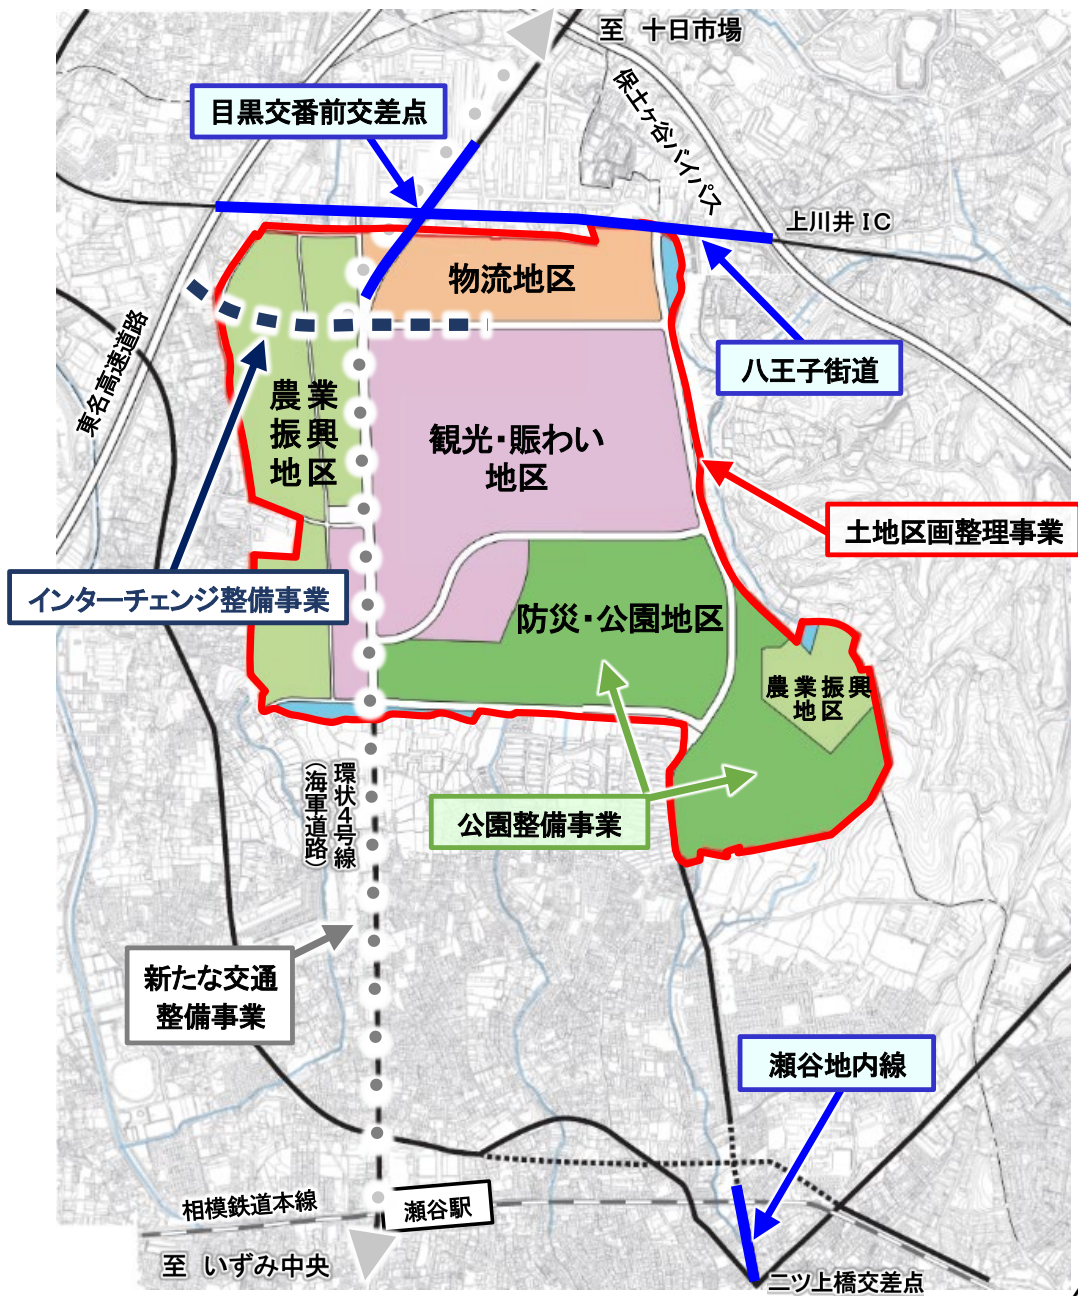 至 十日市場
目黒交番前交差点
保土ヶ谷バイパス
上川井IC
物流地区
八王子街道
東名高速道路
農業
振興
地区
観光・賑わい
地区
土地区画整理事業
インターチェンジ整備事業
防災・公園地区
農業振興
地区
環状4号線
(海軍道路)
公園整備事業
新たな交通
整備事業
瀬谷地内線
相模鉄道本線
瀬谷駅
至 いずみ中央
二ツ上橋交差点